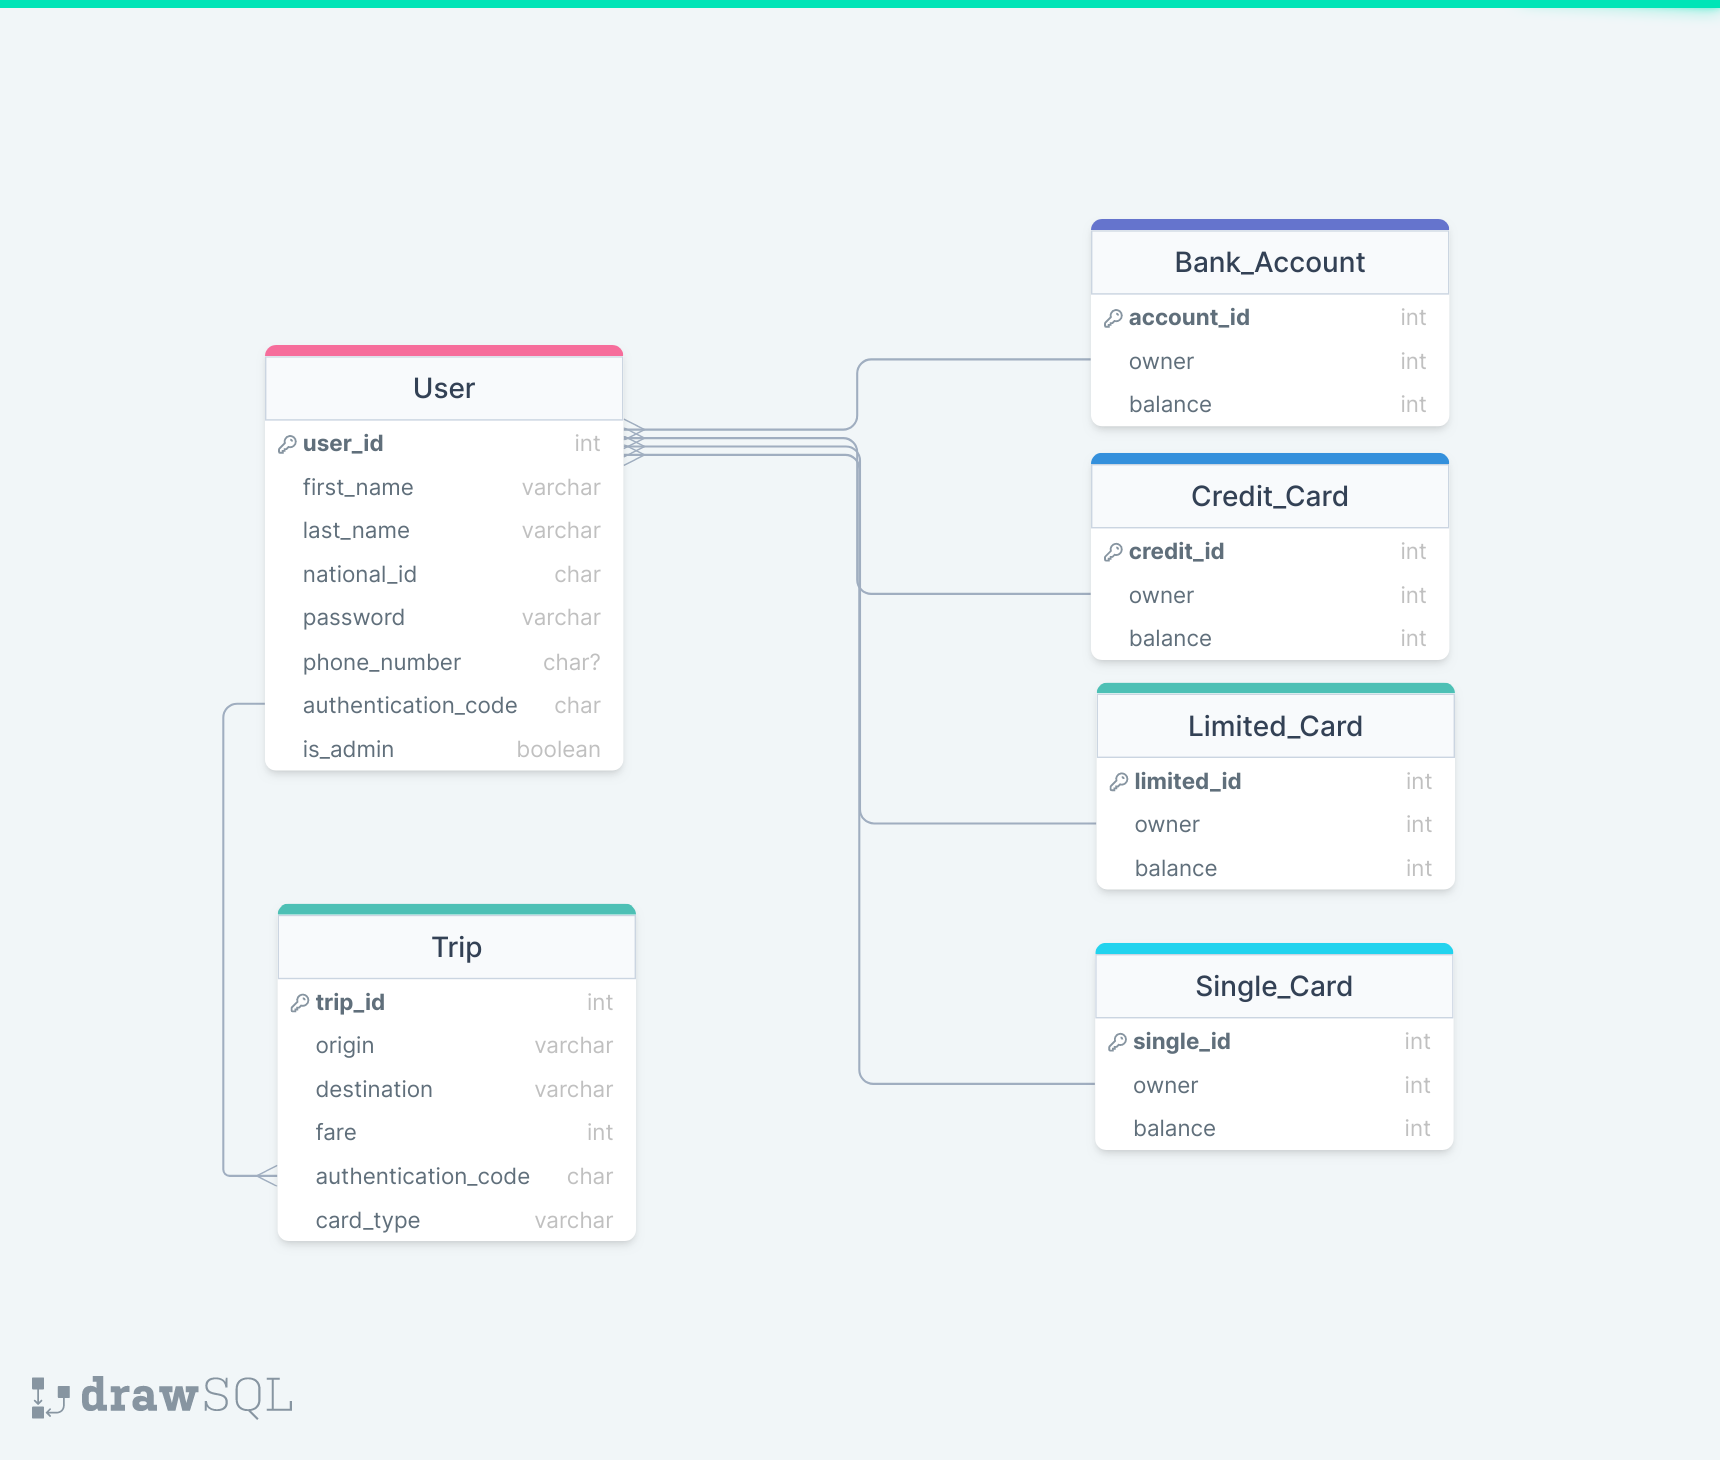 User
user_id int
first_name varchar
last_name varchar
national_id char
password varchar
phone_number char?
authentication_code char
is_admin boolean
Trip
trip_id int
origin varchar
destination varchar
fare int
authentication_code char
card_type varchar
Bank_Account
account_id int
owner int
balance int
Credit_Card
credit_id int
owner int
balance int
Limited_Card
limited_id int
owner int
balance int
Single_Card
single_id int
owner int
balance int
drawSQL